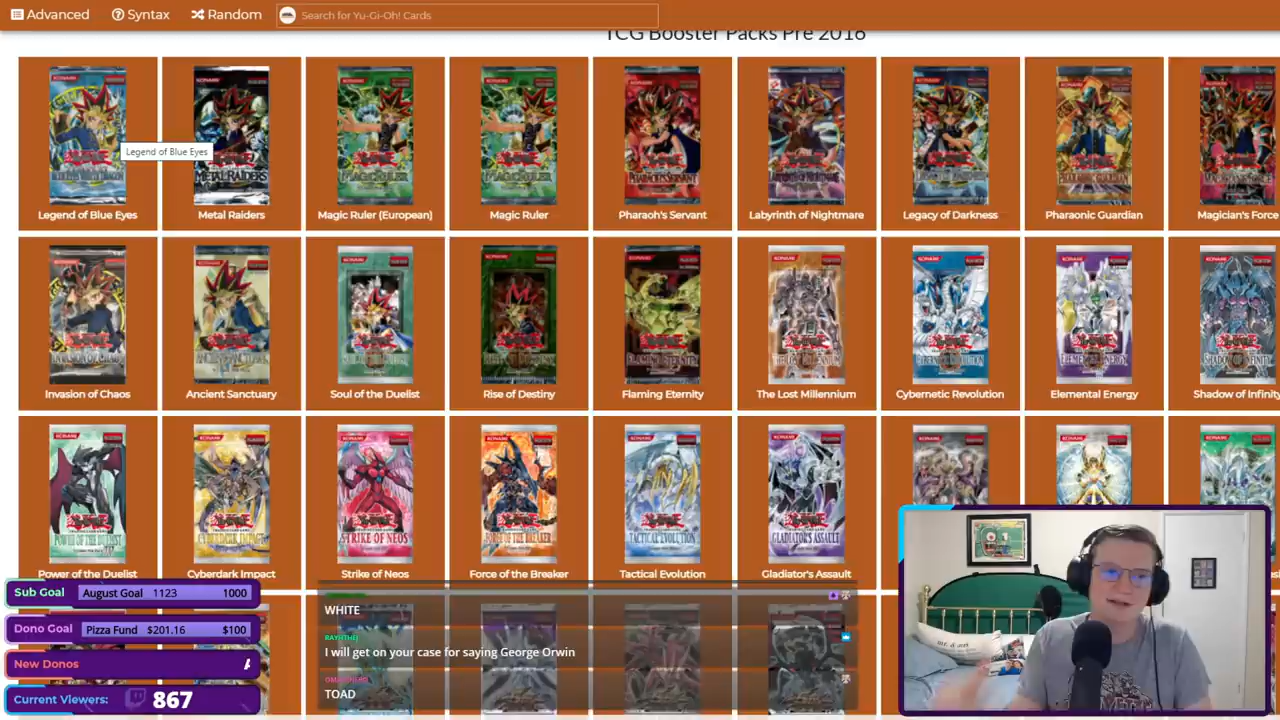 Advanced
Syntax
Random
Search for Yu-Gi-Oh! Cards
TCG Booster Packs Pre 2016
Legend of Blue Eyes
Legend of Blue Eyes
Metal Raiders
Magic Ruler (European)
Magic Ruler
Pharaoh's Servant
Labyrinth of Nightmare
Legacy of Darkness
Pharaonic Guardian
Magician's Force
Invasion of Chaos
Ancient Sanctuary
Soul of the Duelist
Rise of Destiny
Flaming Eternity
The Lost Millennium
Cybernetic Revolution
Elemental Energy
Shadow of Infinity
Power of the Duelist
Cyberdark Impact
Strike of Neos
Force of the Breaker
Tactical Evolution
Gladiator's Assault
Sub Goal
August Goal 1123 1000
Dono Goal
Pizza Fund $201.16 $100
New Donos
Current Viewers: 867
WHITE
I will get on your case for saying George Orwin
TOAD